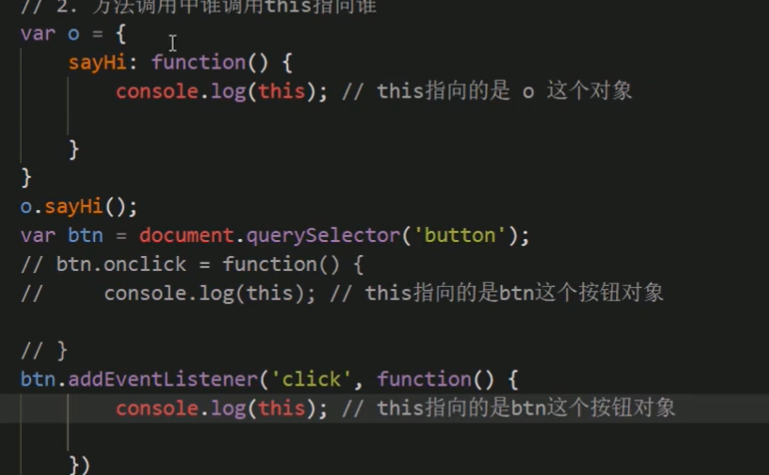 // 2. 方法调用中谁调用this指向谁
var o = {
sayHi: function() {
console.log(this); // this指向的是 o 这个对象
}
}
o.sayHi();
var btn = document.querySelector('button');
// btn.onclick = function() {
// console.log(this); // this指向的是btn这个按钮对象
// }
btn.addEventListener('click', function() {
console.log(this); // this指向的是btn这个按钮对象
})